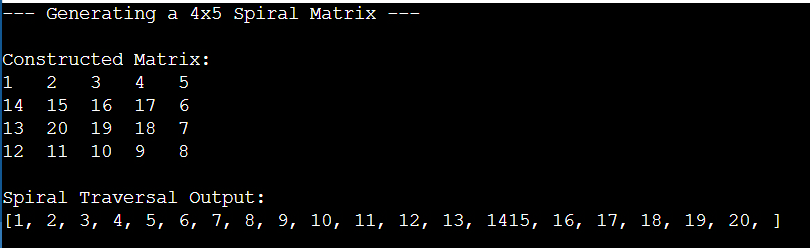 --- Generating a 4x5 Spiral Matrix ---
Constructed Matrix:
1 2 3 4 5
14 15 16 17 6
13 20 19 18 7
12 11 10 9 8
Spiral Traversal Output:
[1, 2, 3, 4, 5, 6, 7, 8, 9, 10, 11, 12, 13, 1415, 16, 17, 18, 19, 20, ]